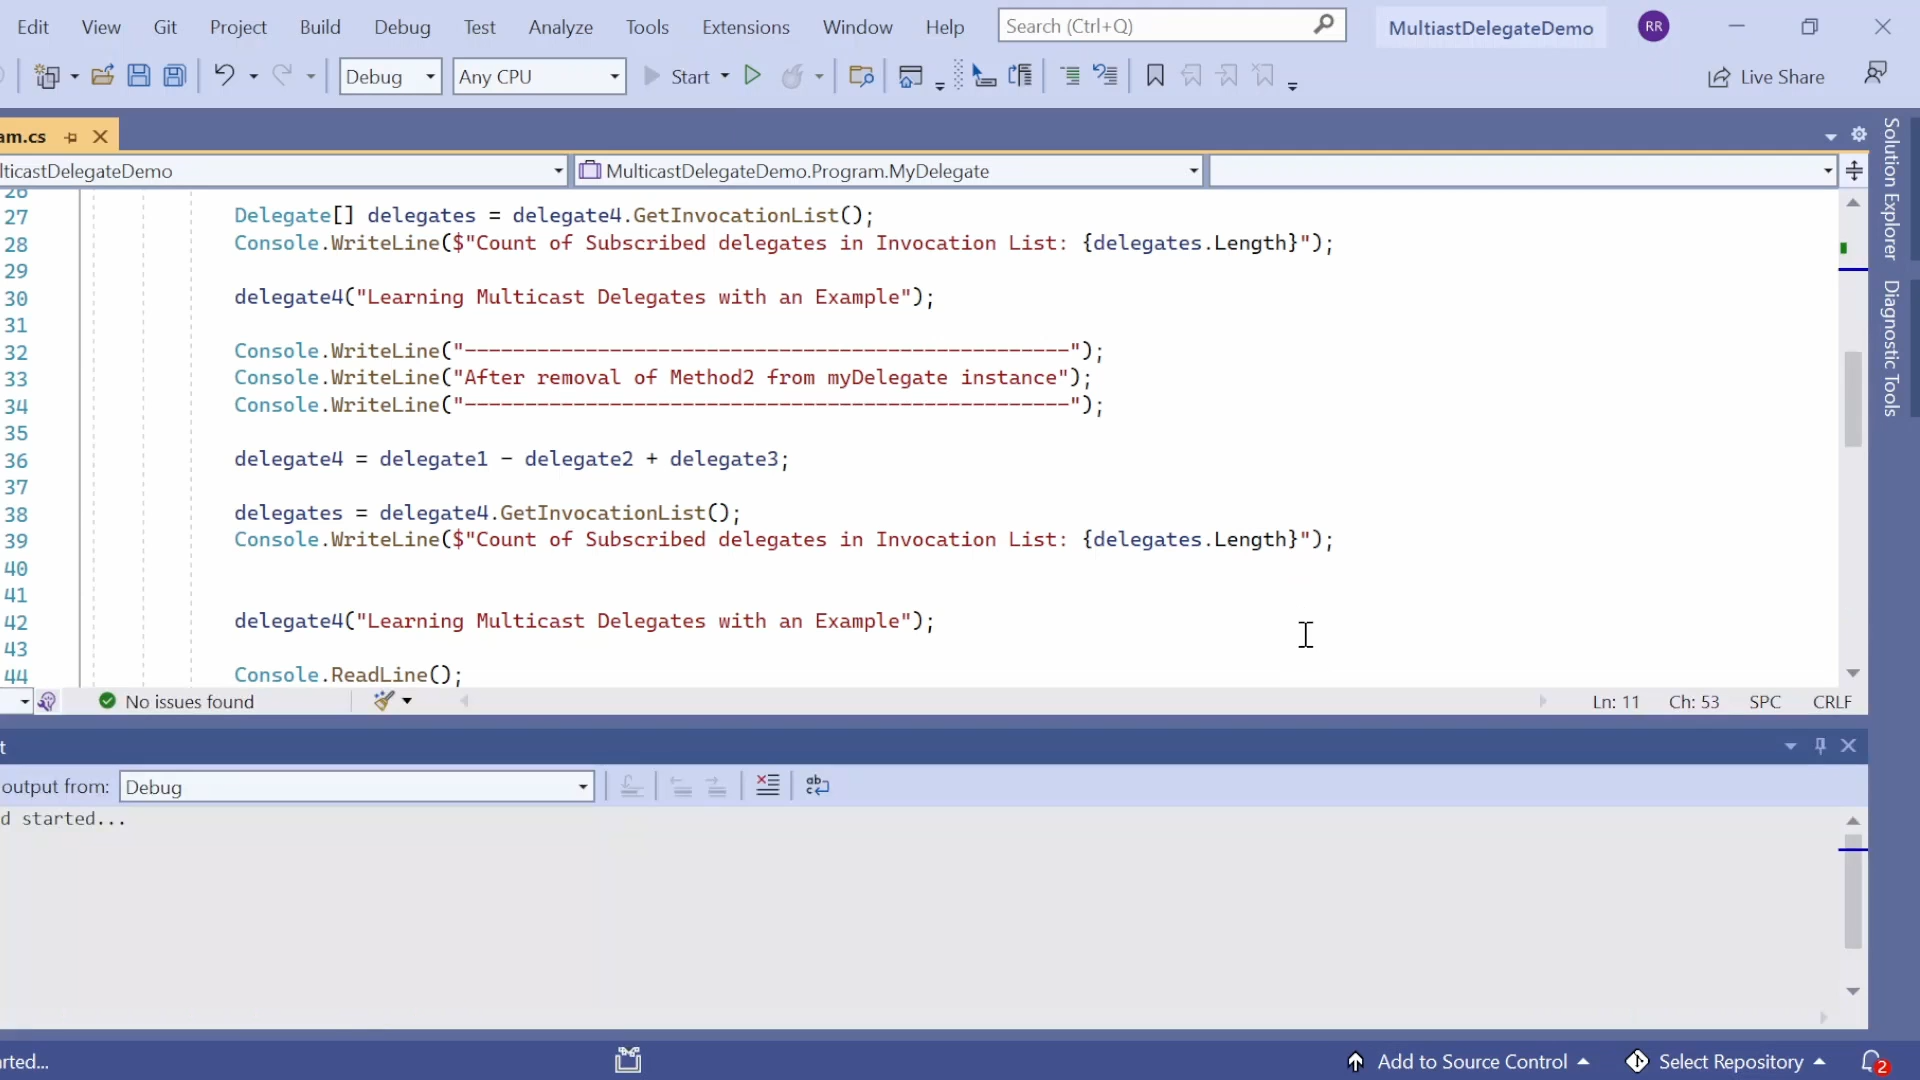 Edit View Git Project Build Debug Test Analyze Tools Extensions Window Help Search (Ctrl+Q) MultiastDelegateDemo RR
Debug Any CPU Start Live Share
am.cs
lticastDelegateDemo MulticastDelegateDemo.Program.MyDelegate
26
27 Delegate[] delegates = delegate4.GetInvocationList();
28 Console.WriteLine($"Count of Subscribed delegates in Invocation List: {delegates.Length}");
29
30 delegate4("Learning Multicast Delegates with an Example");
31
32 Console.WriteLine("--------------------------------------------------");
33 Console.WriteLine("After removal of Method2 from myDelegate instance");
34 Console.WriteLine("--------------------------------------------------");
35
36 delegate4 = delegate1 - delegate2 + delegate3;
37
38 delegates = delegate4.GetInvocationList();
39 Console.WriteLine($"Count of Subscribed delegates in Invocation List: {delegates.Length}");
40
41
42 delegate4("Learning Multicast Delegates with an Example");
43
44 Console.ReadLine();
No issues found Ln: 11 Ch: 53 SPC CRLF
t
output from: Debug
d started...
rted... Add to Source Control Select Repository 2
Solution Explorer
Diagnostic Tools